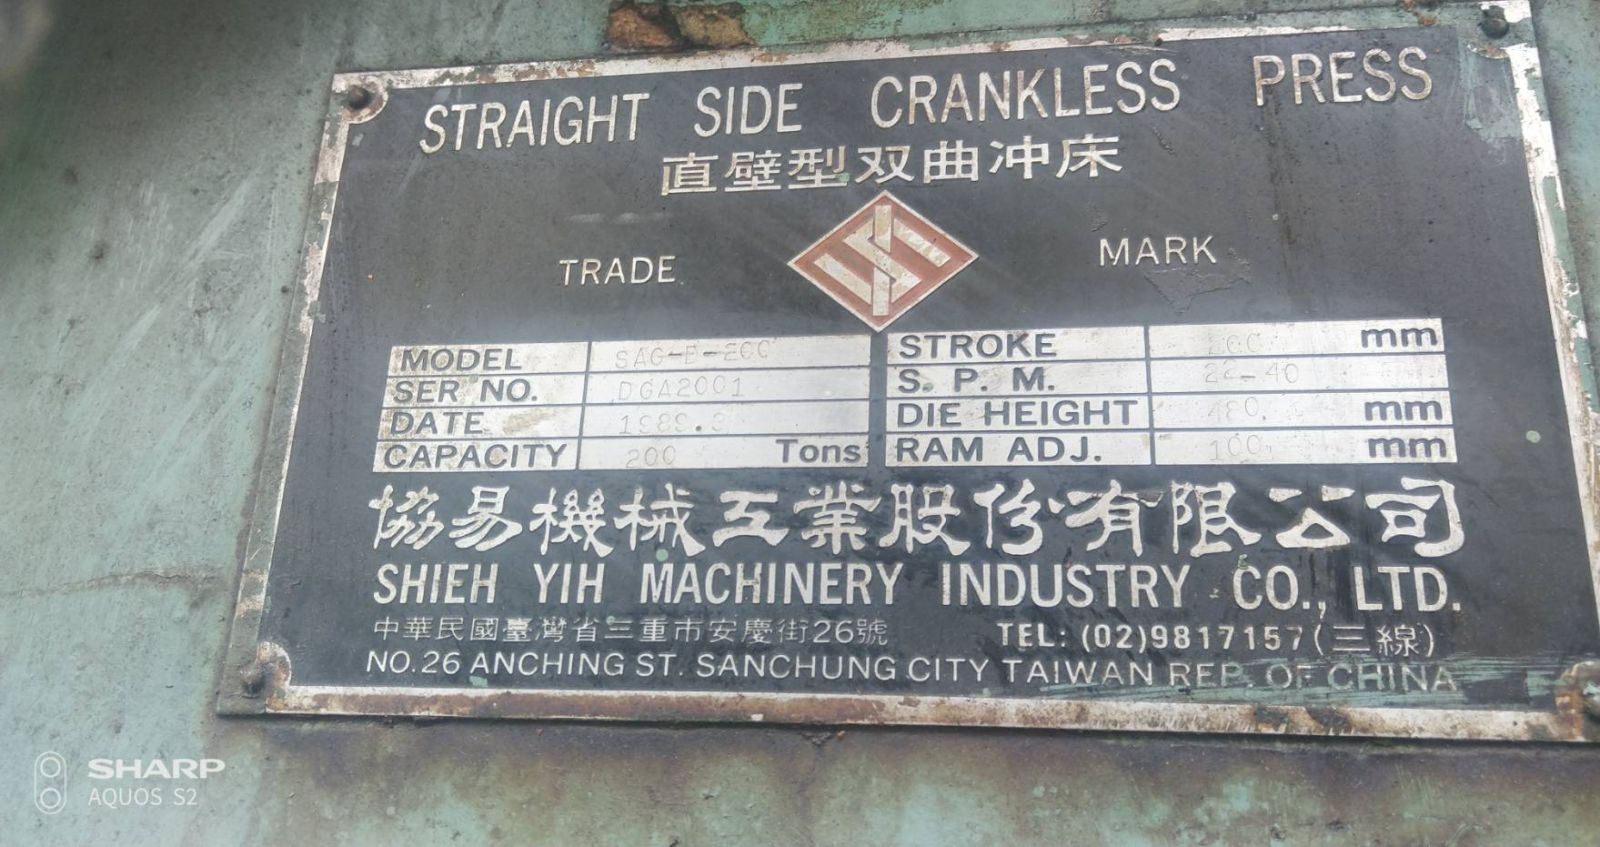 STRAIGHT SIDE CRANKLESS PRESS
直壁型双曲冲床
TRADE MARK
MODEL
STROKE mm
SER NO. DGA2001
S. P. M.
DATE
DIE HEIGHT mm
CAPACITY 200 Tons
RAM ADJ. 100 mm
協易機械工業股份有限公司
SHIEH YIH MACHINERY INDUSTRY CO., LTD.
中華民國臺灣省三重市安慶街26號 TEL: (02)9817157(三線)
NO.26 ANCHING ST. SANCHUNG CITY TAIWAN REP. OF CHINA
SHARP
AQUOS S2